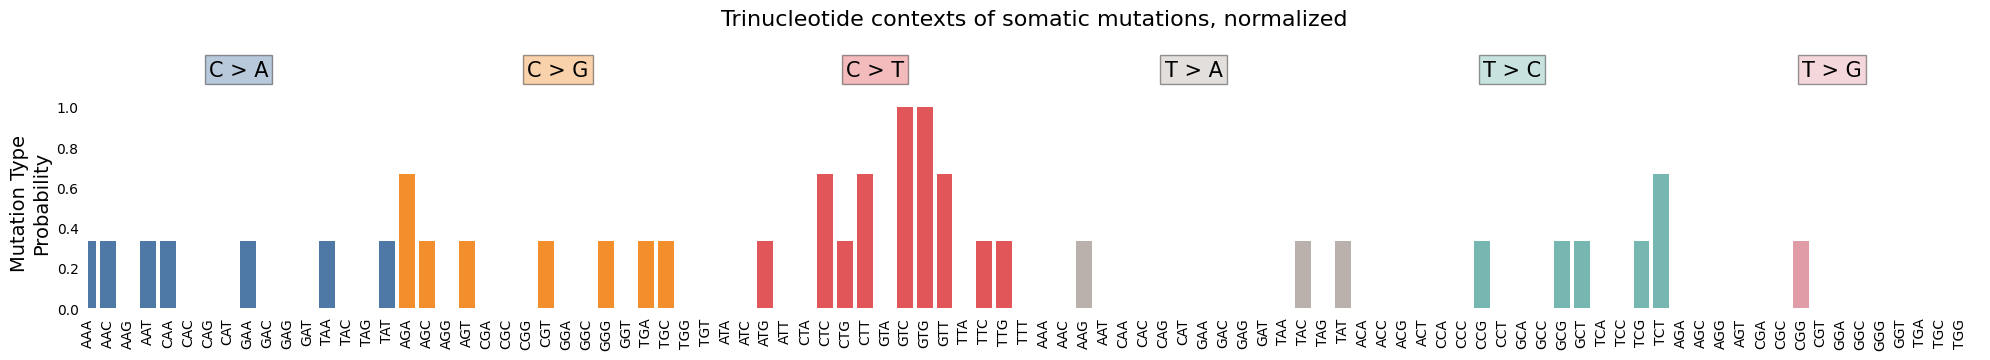 Trinucleotide contexts of somatic mutations, normalized
C > A C > G C > T T > A T > C T > G
Mutation Type
Probability
1.0
0.8
0.6
0.4
0.2
0.0
AAA AAC AAG AAT CAA CAC CAG CAT GAA GAC GAG GAT TAA TAC TAG TAT AGA AGC AGG AGT CGA CGC CGG CGT GGA GGC GGG GGT TGA TGC TGG TGT ATA ATC ATG ATT CTA CTC CTG CTT GTA GTC GTG GTT TTA TTC TTG TTT AAA AAC AAG AAT CAA CAC CAG CAT GAA GAC GAG GAT TAA TAC TAG TAT ACA ACC ACG ACT CCA CCC CCG CCT GCA GCC GCG GCT TCA TCC TCG TCT AGA AGC AGG AGT CGA CGC CGG CGT GGA GGC GGG GGT TGA TGC TGG